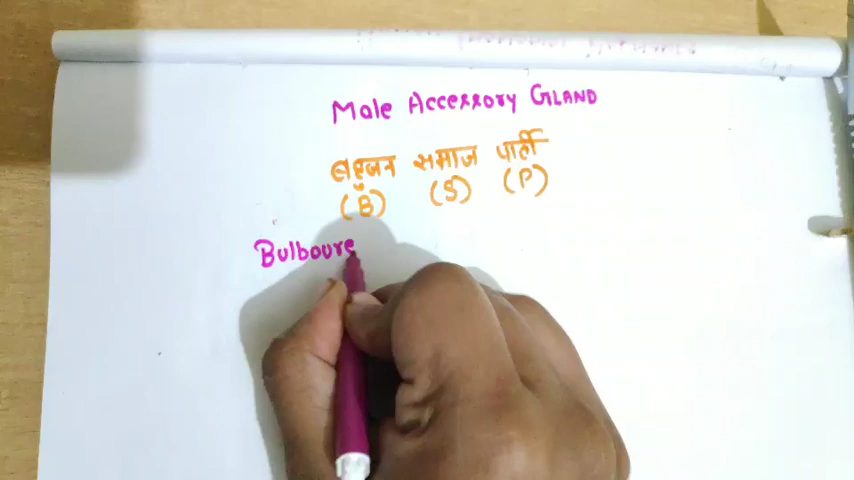 Male Accessory GLAND
बहुजन समाज पार्टी
(B) (S) (P)
Bulboure